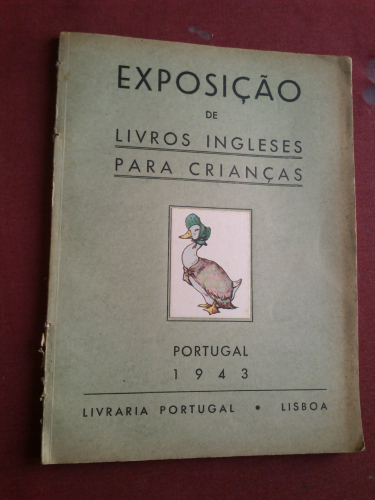 EXPOSIÇÃO
DE
LIVROS INGLESES
PARA CRIANÇAS
PORTUGAL
1943
LIVRARIA PORTUGAL • LISBOA